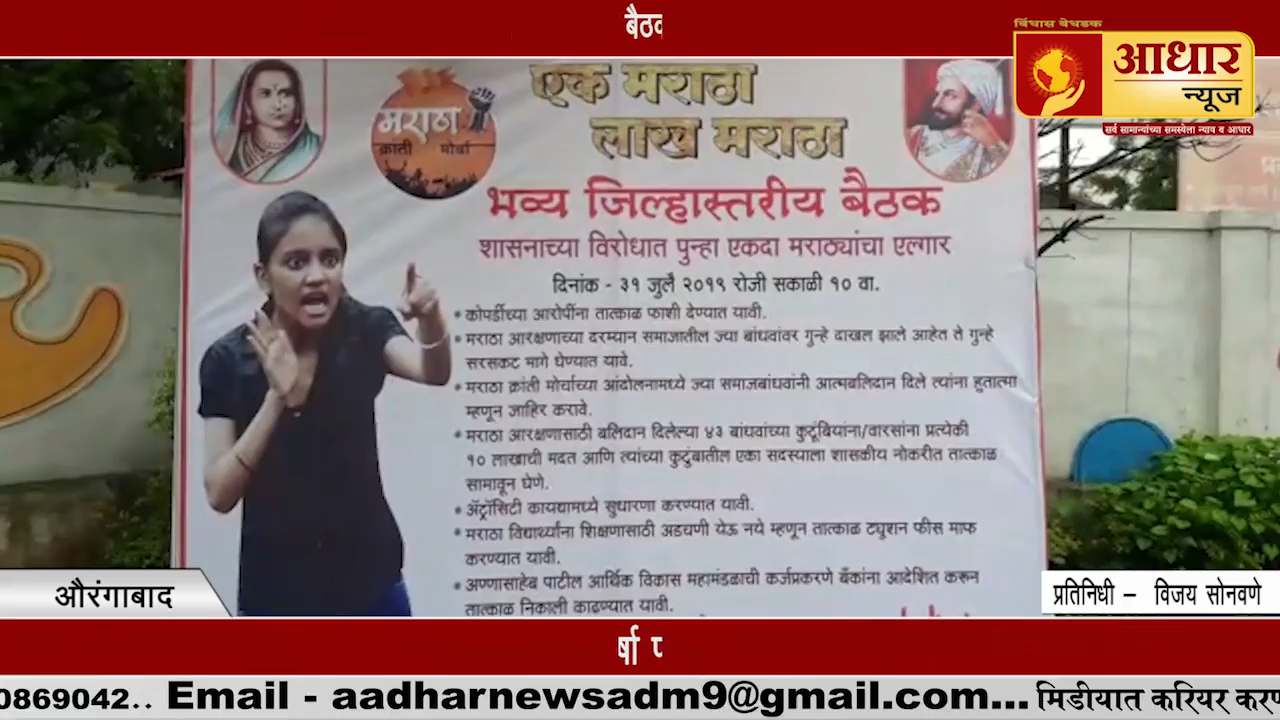 बैठव
बिंधास बेधडक
आधार
न्यूज
सर्व सामान्यांच्या समस्येला न्याय व आधार
एक मराठा
लाख मराठा
मराठा
क्रांती मोर्चा
भव्य जिल्हास्तरीय बैठक
शासनाच्या विरोधात पुन्हा एकदा मराठ्यांचा एल्गार
दिनांक - ३१ जुलै २०१९ रोजी सकाळी १० वा.
• कोपर्डीच्या आरोपींना तात्काळ फाशी देण्यात यावी.
• मराठा आरक्षणाच्या दरम्यान समाजातील ज्या बांधवांवर गुन्हे दाखल झाले आहेत ते गुन्हे
सरसकट मागे घेण्यात यावे.
• मराठा क्रांती मोर्चाच्या आंदोलनामध्ये ज्या समाजबांधवांनी आत्मबलिदान दिले त्यांना हुतात्मा
म्हणून जाहिर करावे.
• मराठा आरक्षणासाठी बलिदान दिलेल्या ४३ बांधवांच्या कुटूंबियांना/वारसांना प्रत्येकी
१० लाखाची मदत आणि त्यांच्या कुटुंबातील एका सदस्याला शासकीय नोकरीत तात्काळ
सामावून घेणे.
• ॲट्रॉसिटी कायद्यामध्ये सुधारणा करण्यात यावी.
• मराठा विद्यार्थ्यांना शिक्षणासाठी अडचणी येऊ नये म्हणून तात्काळ ट्युशन फीस माफ
करण्यात यावी.
• अण्णासाहेब पाटील आर्थिक विकास महामंडळाची कर्जप्रकरणे बँकांना आदेशित करून
तात्काळ निकाली काढण्यात यावी.
औरंगाबाद
प्रतिनिधी – विजय सोनवणे
र्षा प
0869042.. Email - aadharnewsadm9@gmail.com... मिडीयात करियर करण